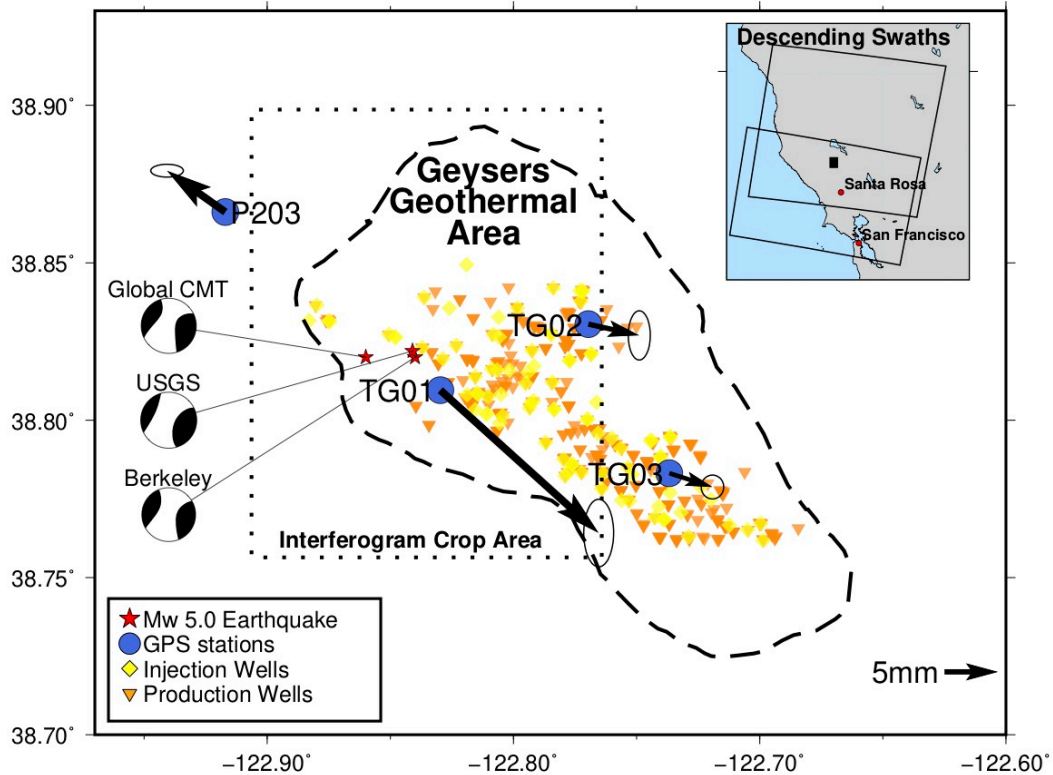 Descending Swaths
Santa Rosa
San Francisco
38.90°
38.85°
38.80°
38.75°
38.70°
Geysers
Geothermal
Area
P203
Global CMT
USGS
Berkeley
TG02
TG01
TG03
Interferogram Crop Area
Mw 5.0 Earthquake
GPS stations
Injection Wells
Production Wells
5mm
−122.90°
−122.80°
−122.70°
−122.60°